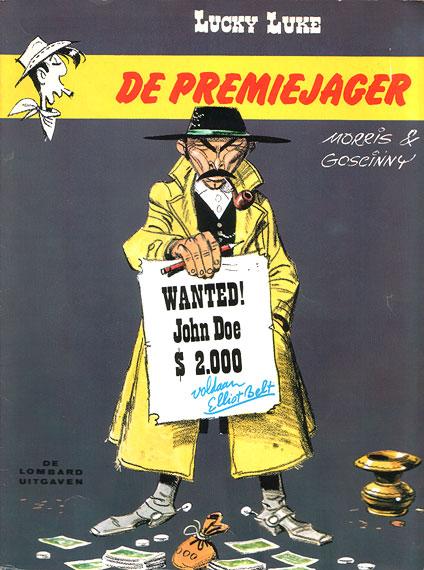 LUCKY LUKE
DE PREMIEJAGER
MORRIS &
GOSCINNY
WANTED!
John Doe
$ 2.000
voldaan
Elliot Belt
DE
LOMBARD
UITGAVEN
$